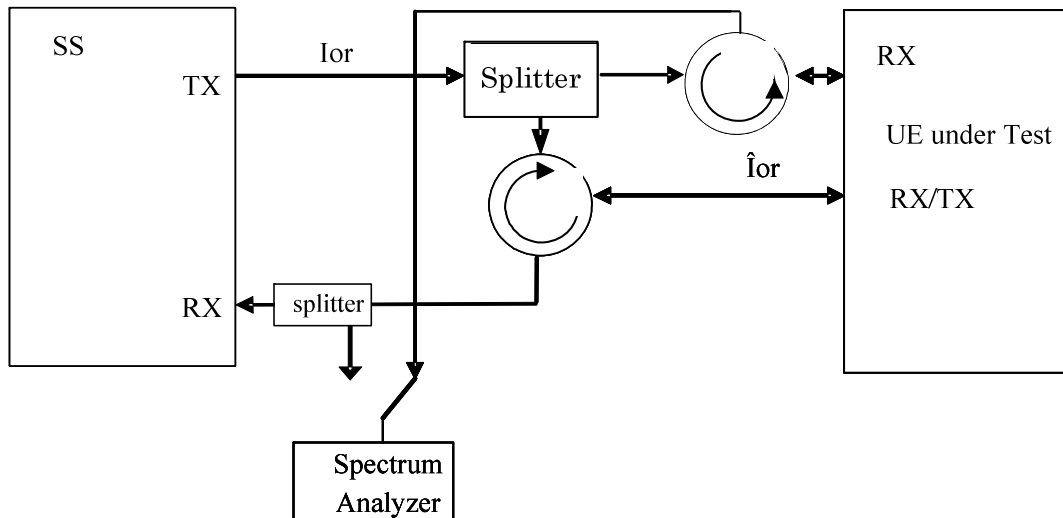 SS
Ior
TX
Splitter
RX
UE under Test
Îor
RX/TX
RX
splitter
Spectrum
Analyzer